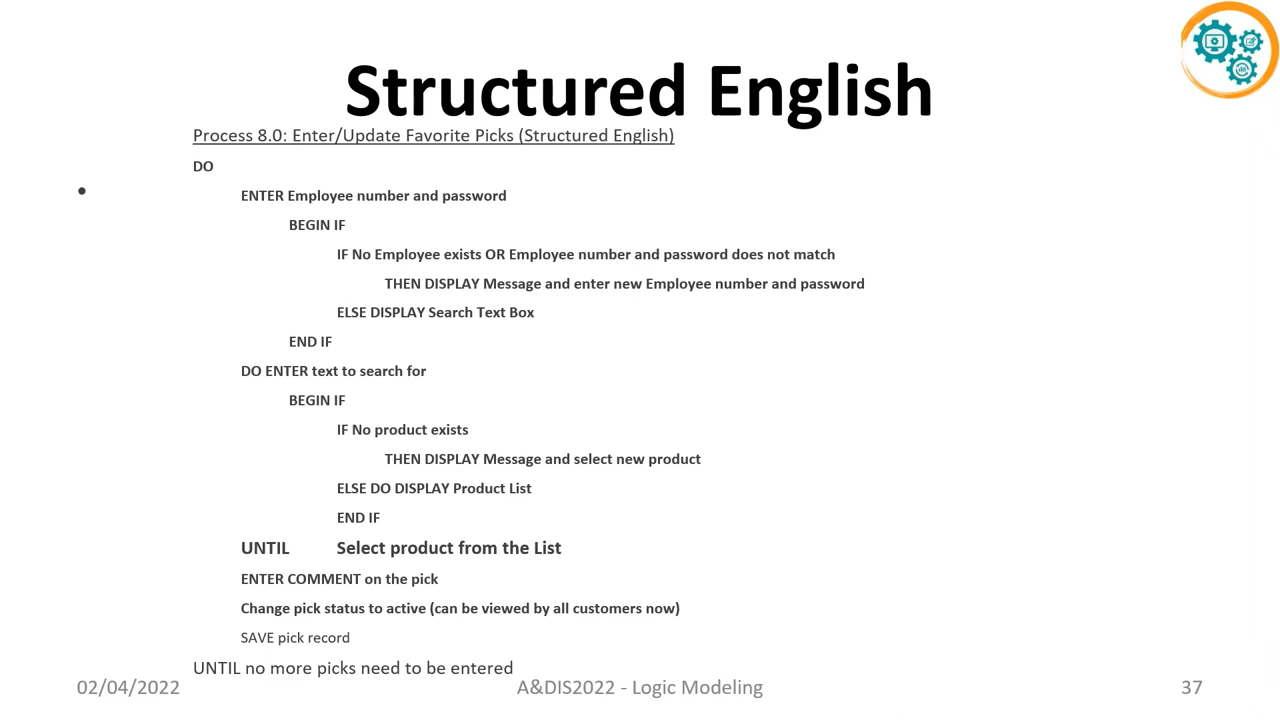 Structured English
Process 8.0: Enter/Update Favorite Picks (Structured English)
DO
•
ENTER Employee number and password
BEGIN IF
IF No Employee exists OR Employee number and password does not match
THEN DISPLAY Message and enter new Employee number and password
ELSE DISPLAY Search Text Box
END IF
DO ENTER text to search for
BEGIN IF
IF No product exists
THEN DISPLAY Message and select new product
ELSE DO DISPLAY Product List
END IF
UNTIL Select product from the List
ENTER COMMENT on the pick
Change pick status to active (can be viewed by all customers now)
SAVE pick record
UNTIL no more picks need to be entered
02/04/2022 A&DIS2022 - Logic Modeling 37